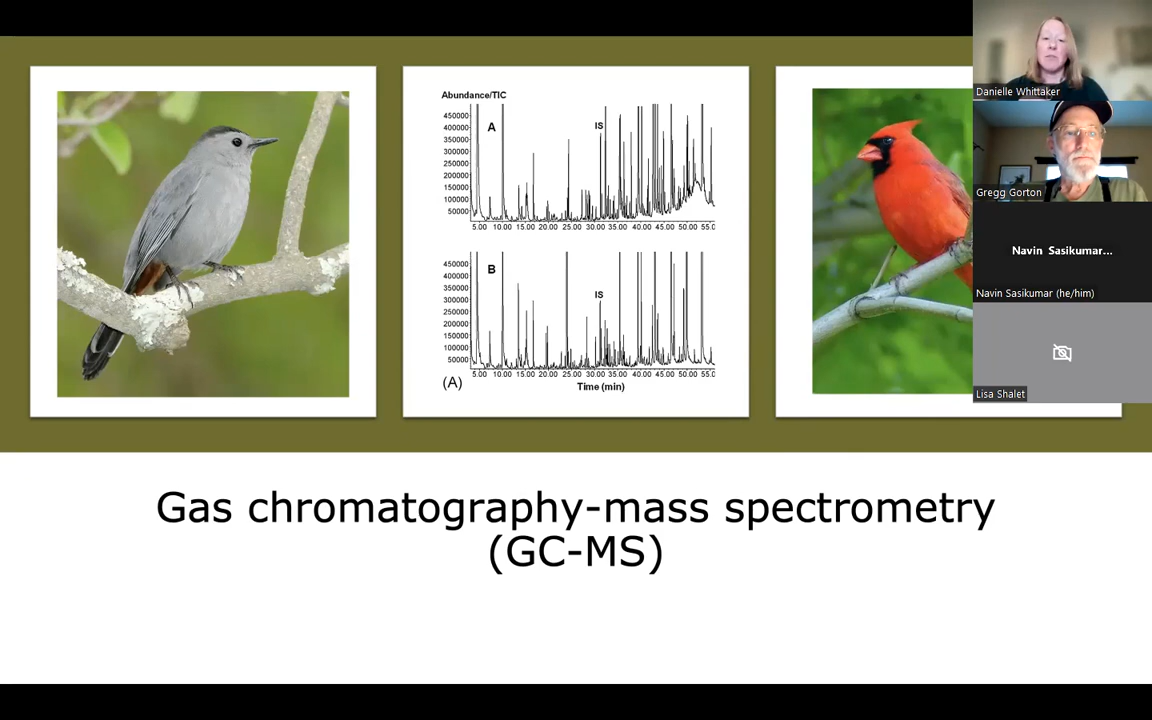 Abundance/TIC
450000
400000
350000
300000
250000
200000
150000
100000
50000
A
IS
5.00 10.00 15.00 20.00 25.00 30.00 35.00 40.00 45.00 50.00 55.0
450000
400000
350000
300000
250000
200000
150000
100000
50000
B
IS
5.00 10.00 15.00 20.00 25.00 30.00 35.00 40.00 45.00 50.00 55.0
(A)
Time (min)
Danielle Whittaker
Gregg Gorton
Navin Sasikumar...
Navin Sasikumar (he/him)
Lisa Shalet
Gas chromatography-mass spectrometry
(GC-MS)